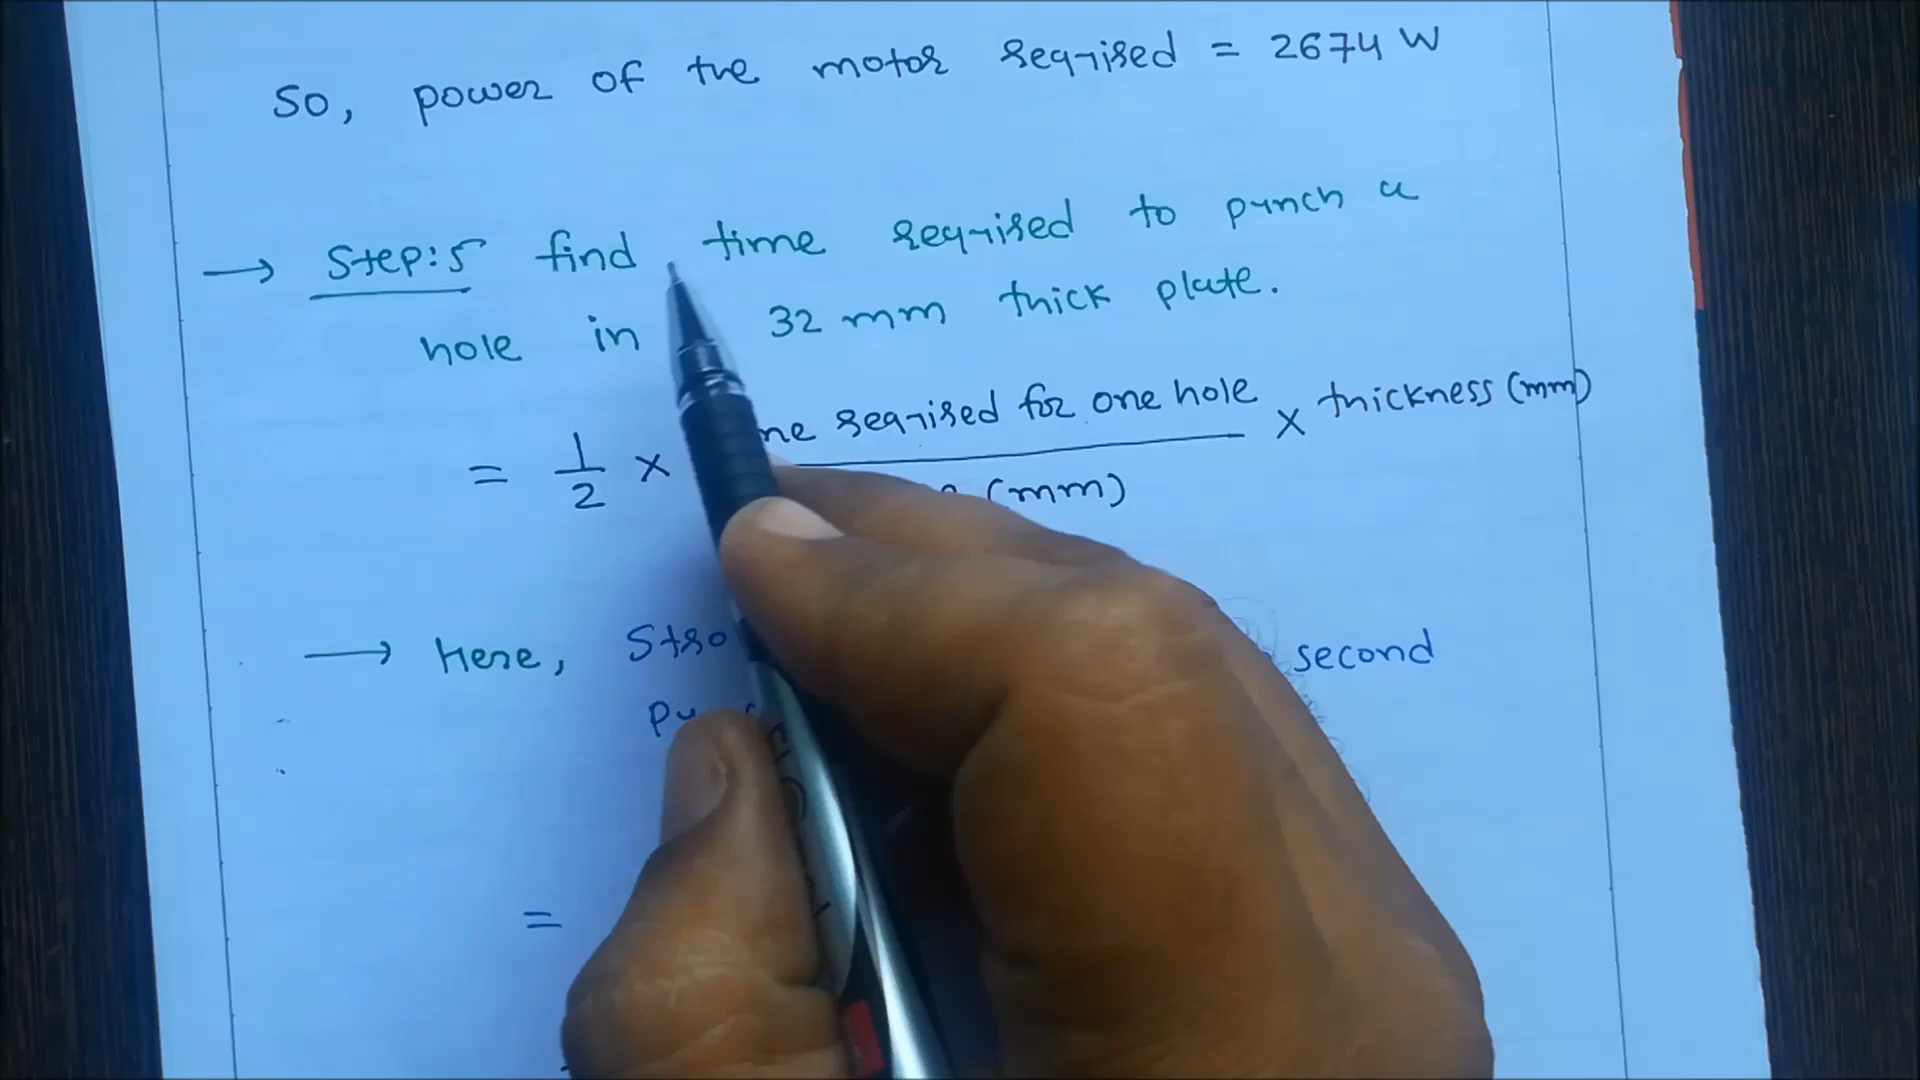 So, power of the motor required = 2674 W
→ Step:5 find time required to punch a
hole in 32 mm thick plate.
= 1/2 × required for one hole × thickness (mm)
(mm)
→ Here, second
=